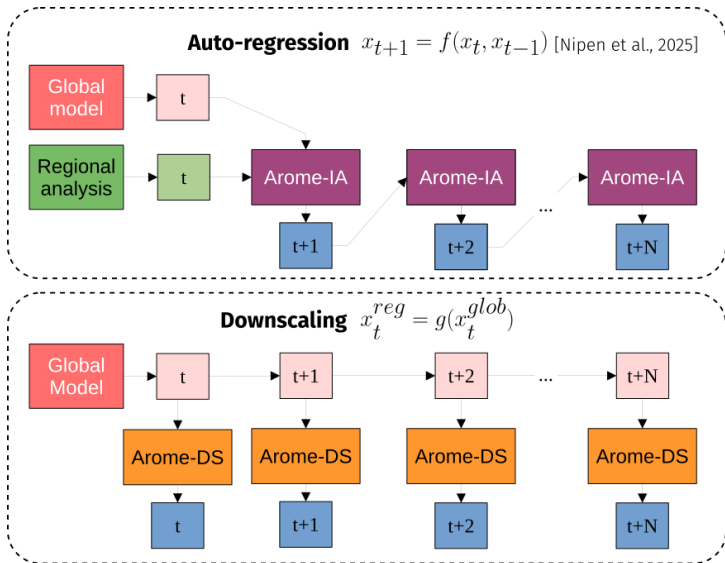 Auto-regression x_{t+1} = f(x_t, x_{t-1}) [Nipen et al., 2025]
Global
model
t
Regional
analysis
t
Arome-IA
Arome-IA
Arome-IA
...
t+1
t+2
t+N
Downscaling x_t^{reg} = g(x_t^{glob})
Global
Model
t
t+1
t+2
...
t+N
Arome-DS
Arome-DS
Arome-DS
Arome-DS
t
t+1
t+2
t+N